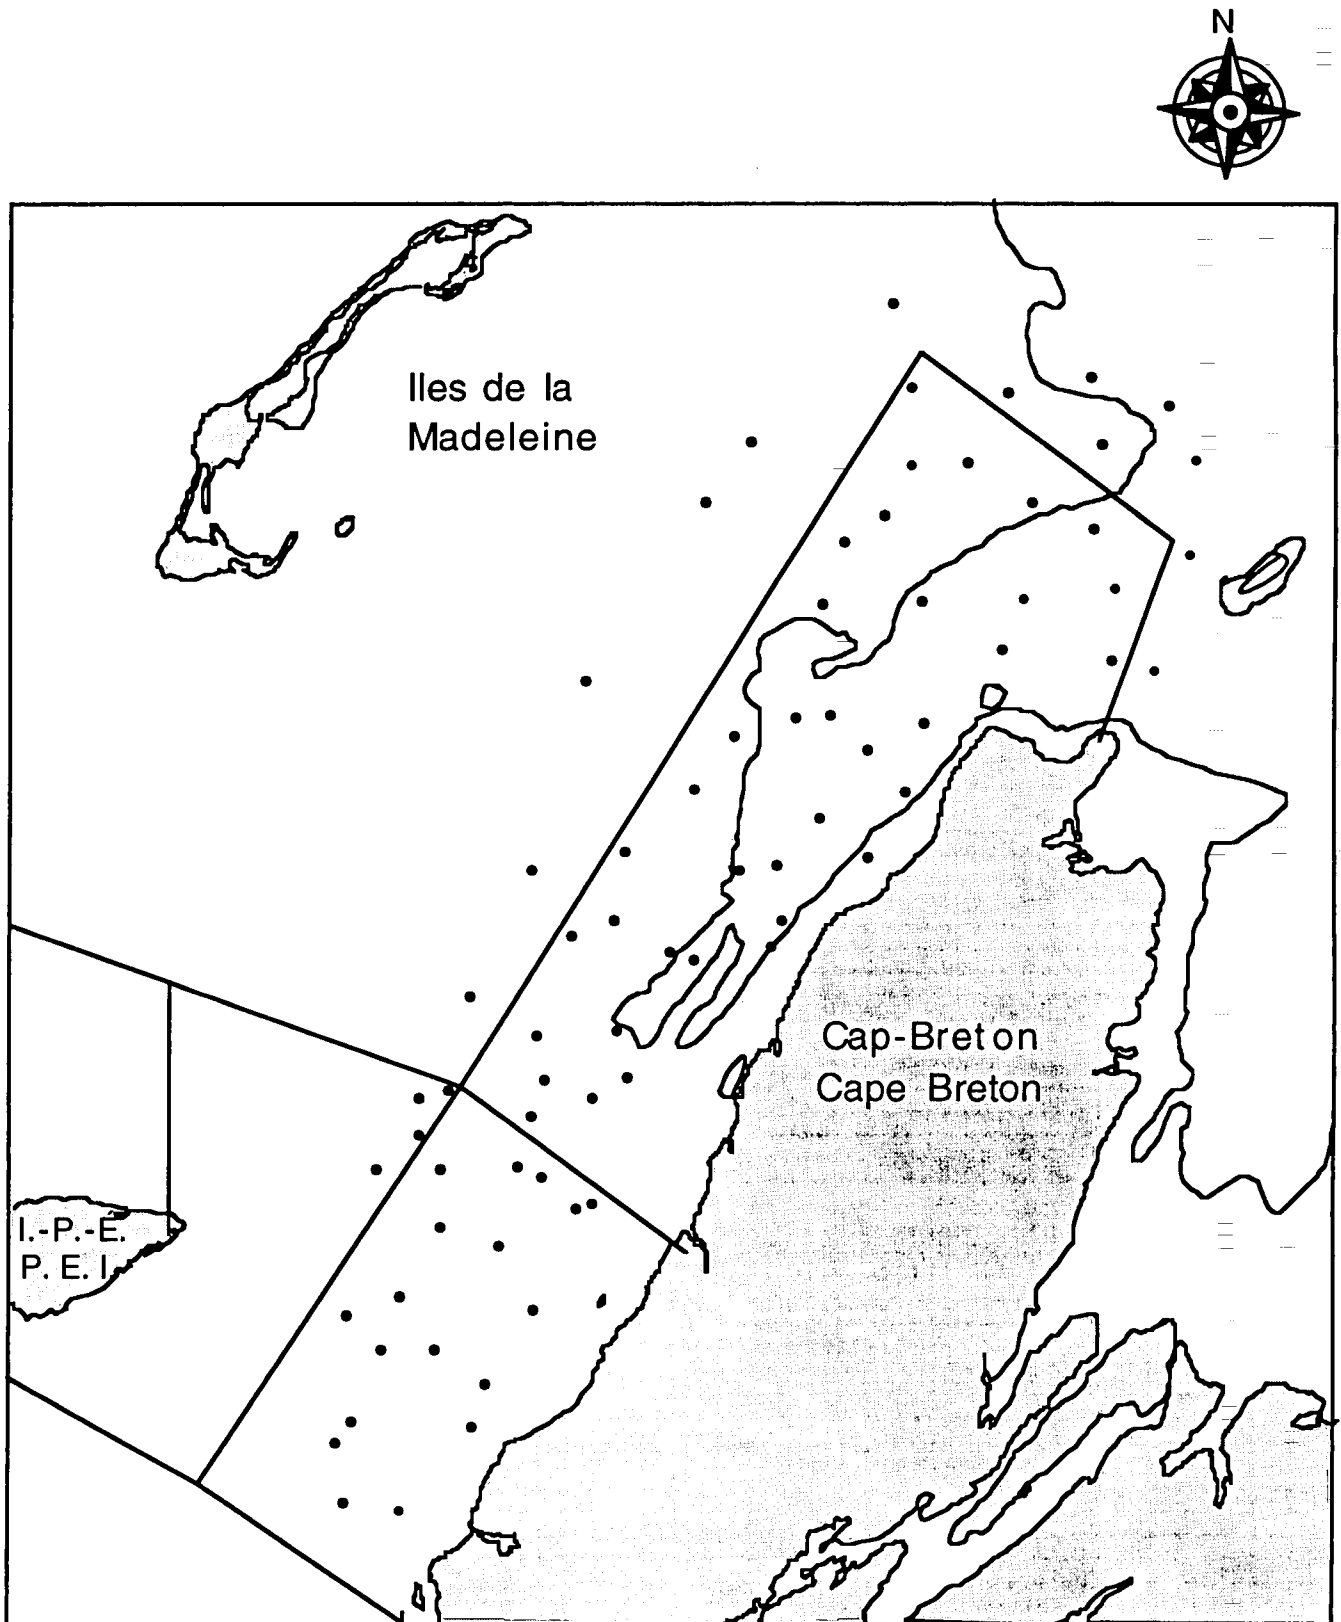 N
Iles de la
Madeleine
Cap-Breton
Cape Breton
I.-P.-É.
P. E. I.